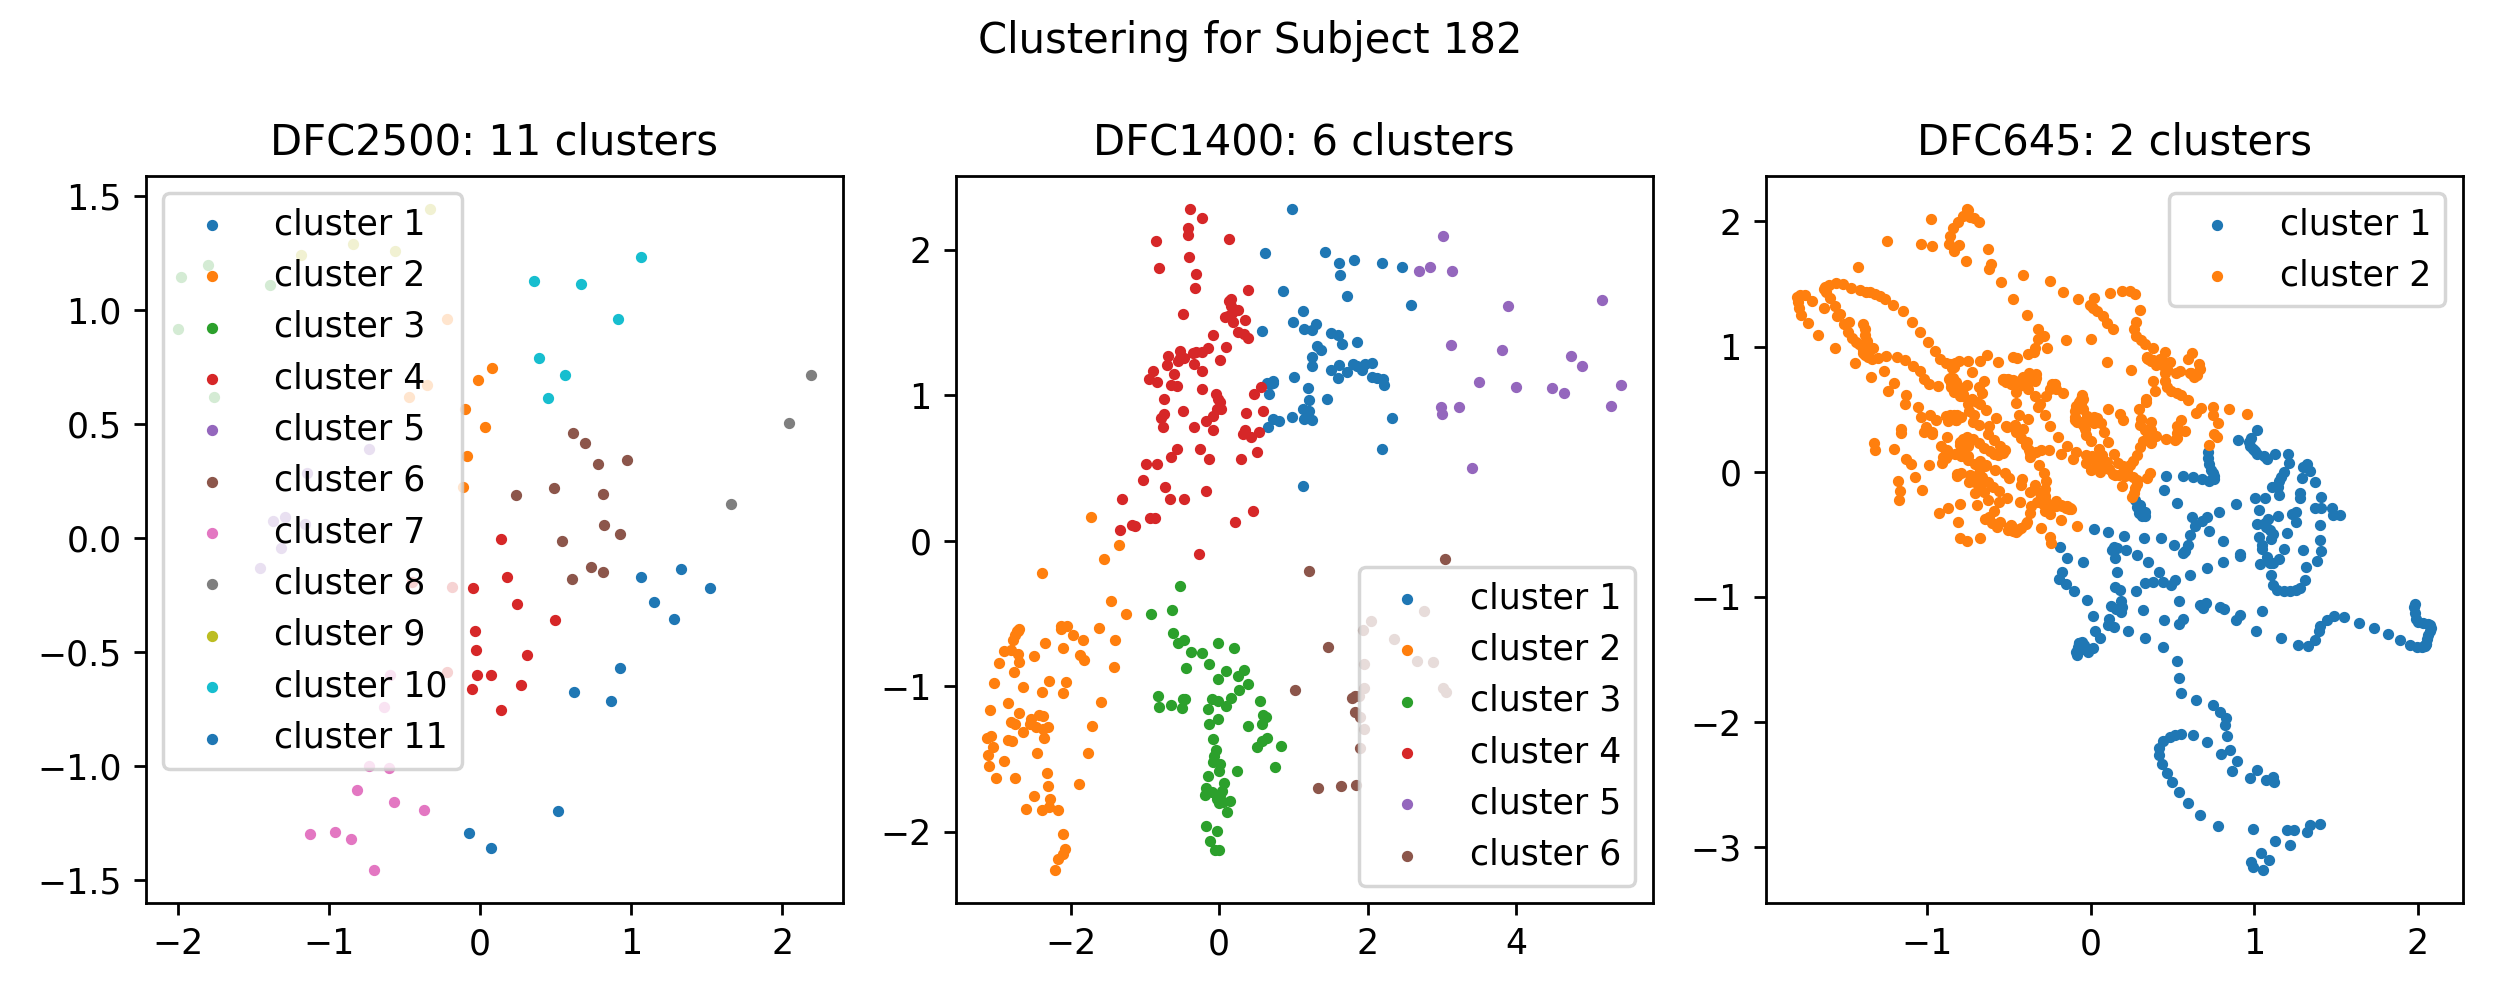 Clustering for Subject 182
DFC2500: 11 clusters
1.5
1.0
0.5
0.0
−0.5
−1.0
−1.5
−2
−1
0
1
2
cluster 1
cluster 2
cluster 3
cluster 4
cluster 5
cluster 6
cluster 7
cluster 8
cluster 9
cluster 10
cluster 11
DFC1400: 6 clusters
2
1
0
−1
−2
−2
0
2
4
cluster 1
cluster 2
cluster 3
cluster 4
cluster 5
cluster 6
DFC645: 2 clusters
2
1
0
−1
−2
−3
−1
0
1
2
cluster 1
cluster 2